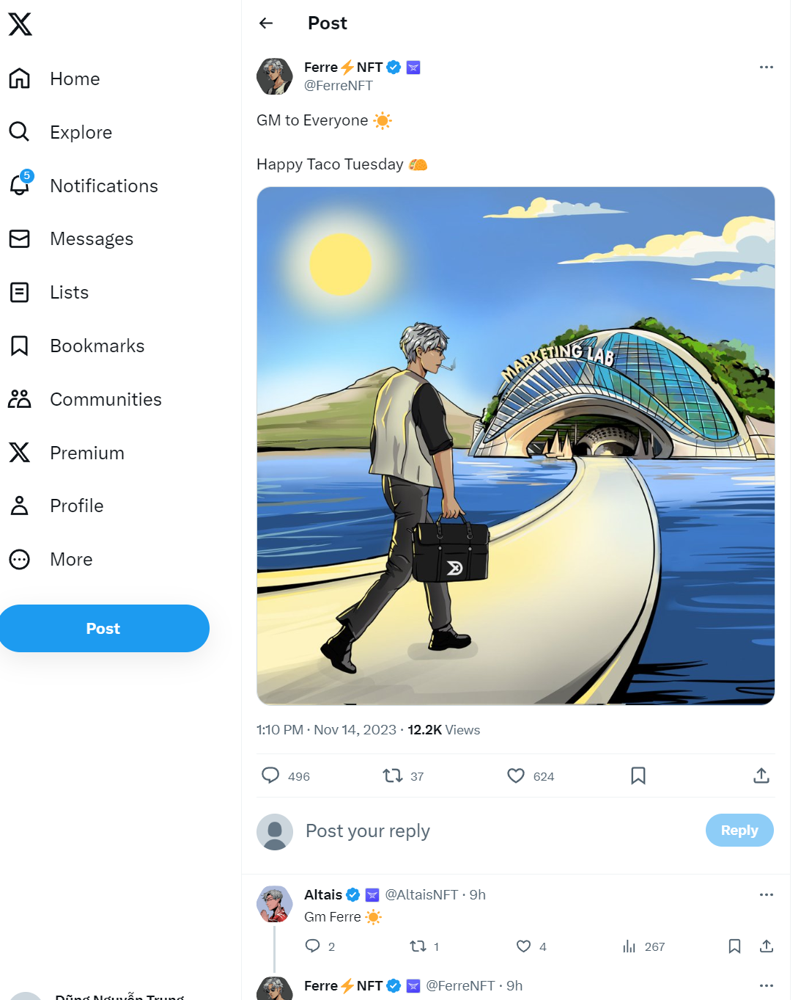 Home
Explore
5
Notifications
Messages
Lists
Bookmarks
Communities
Premium
Profile
More
Post
Dũng Nguyễn Trung
Post
Ferre⚡NFT
@FerreNFT
GM to Everyone ☀️
Happy Taco Tuesday 🌮
MARKETING LAB
1:10 PM · Nov 14, 2023 · 12.2K Views
496 37 624
Post your reply
Reply
Altais @AltaisNFT · 9h
Gm Ferre ☀️
2 1 4 267
Ferre⚡NFT @FerreNFT · 9h